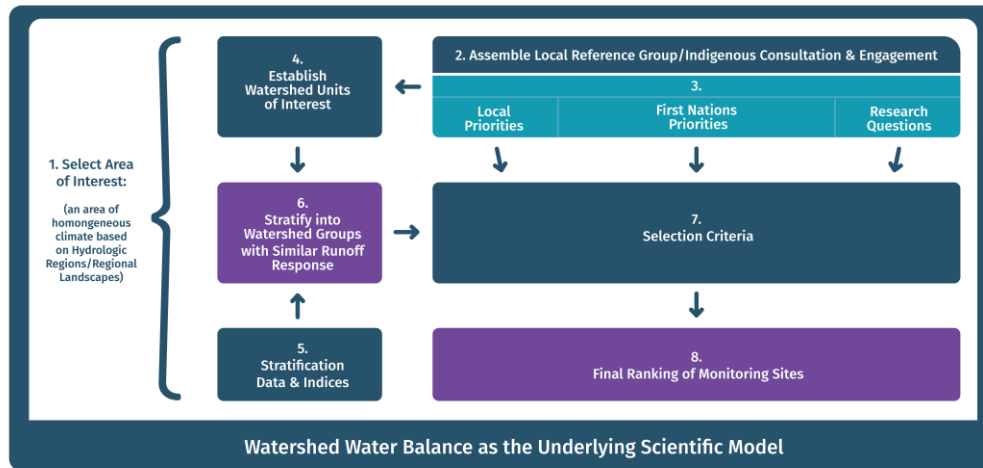 1. Select Area
of Interest:
(an area of
homongeneous
climate based
on Hydrologic
Regions/Regional
Landscapes)
2. Assemble Local Reference Group/Indigenous Consultation & Engagement
3.
Local
Priorities
First Nations
Priorities
Research
Questions
4.
Establish
Watershed Units
of Interest
5.
Stratification
Data & Indices
6.
Stratify into
Watershed Groups
with Similar Runoff
Response
7.
Selection Criteria
8.
Final Ranking of Monitoring Sites
Watershed Water Balance as the Underlying Scientific Model